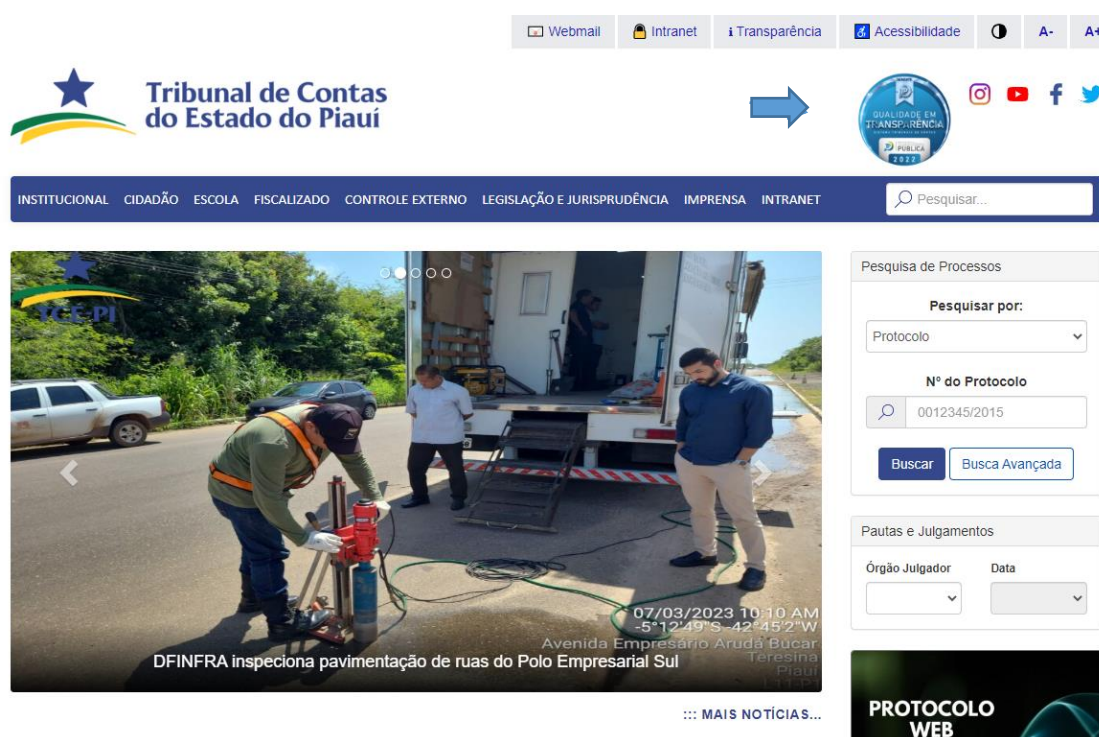 Webmail Intranet Transparência Acessibilidade A- A+
Tribunal de Contas
do Estado do Piauí
QUALIDADE EM
TRANSPARÊNCIA
PÚBLICA
2022
INSTITUCIONAL CIDADÃO ESCOLA FISCALIZADO CONTROLE EXTERNO LEGISLAÇÃO E JURISPRUDÊNCIA IMPRENSA INTRANET
Pesquisar...
TCE-PI
07/03/2023 10:10 AM
-5°12'49"S -42°45'2"W
Avenida Empresário Aruda Bucar
Teresina
Piauí
DFINFRA inspeciona pavimentação de ruas do Polo Empresarial Sul
::: MAIS NOTÍCIAS...
Pesquisa de Processos
Pesquisar por:
Protocolo
Nº do Protocolo
0012345/2015
Buscar Busca Avançada
Pautas e Julgamentos
Órgão Julgador Data
PROTOCOLO
WEB